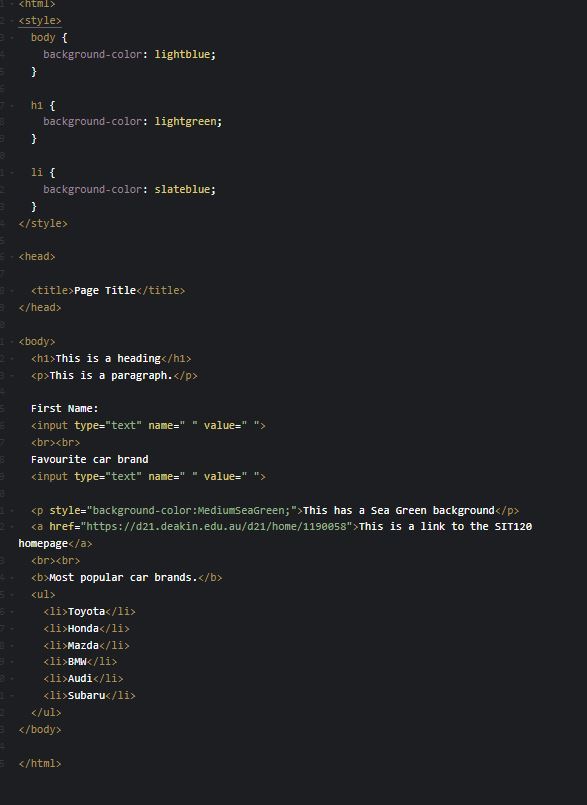 <html>
<style>
body {
background-color: lightblue;
}
h1 {
background-color: lightgreen;
}
li {
background-color: slateblue;
}
</style>
<head>
<title>Page Title</title>
</head>
<body>
<h1>This is a heading</h1>
<p>This is a paragraph.</p>
First Name:
<input type="text" name=" " value=" ">
<br><br>
Favourite car brand
<input type="text" name=" " value=" ">
<p style="background-color:MediumSeaGreen;">This has a Sea Green background</p>
<a href="https://d21.deakin.edu.au/d21/home/1190058">This is a link to the SIT120
homepage</a>
<br><br>
<b>Most popular car brands.</b>
<ul>
<li>Toyota</li>
<li>Honda</li>
<li>Mazda</li>
<li>BMW</li>
<li>Audi</li>
<li>Subaru</li>
</ul>
</body>
</html>